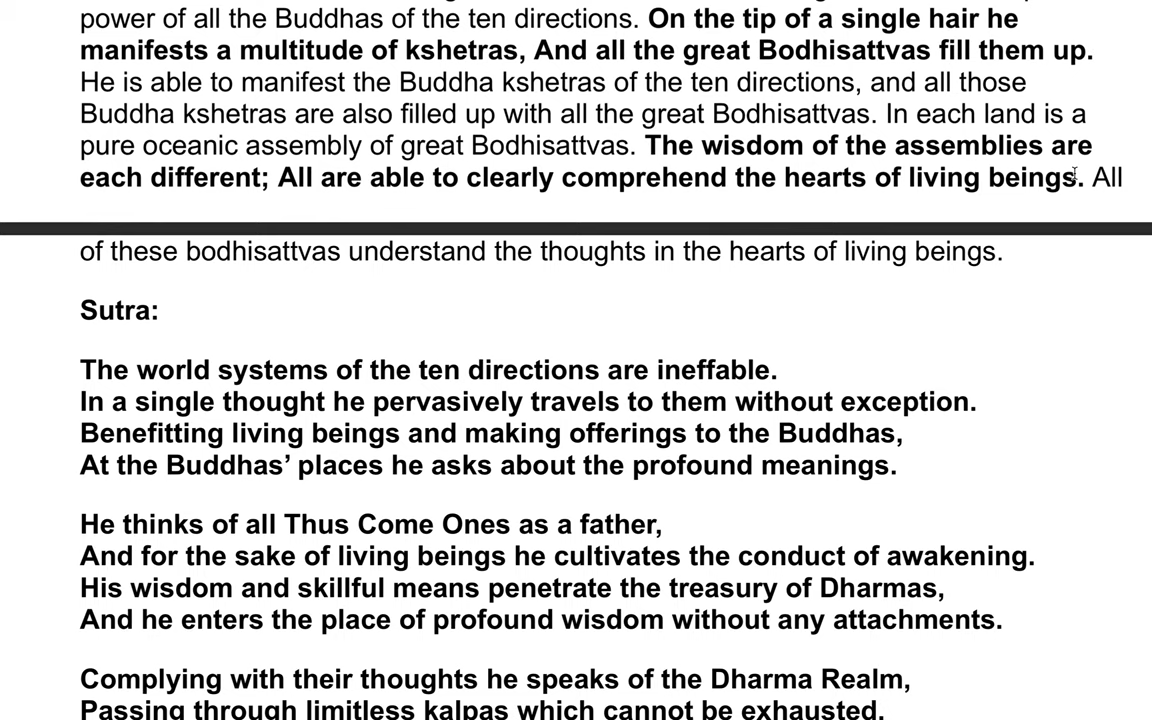 power of all the Buddhas of the ten directions. On the tip of a single hair he
manifests a multitude of kshetras, And all the great Bodhisattvas fill them up.
He is able to manifest the Buddha kshetras of the ten directions, and all those
Buddha kshetras are also filled up with all the great Bodhisattvas. In each land is a
pure oceanic assembly of great Bodhisattvas. The wisdom of the assemblies are
each different; All are able to clearly comprehend the hearts of living beings. All
of these bodhisattvas understand the thoughts in the hearts of living beings.
Sutra:
The world systems of the ten directions are ineffable.
In a single thought he pervasively travels to them without exception.
Benefitting living beings and making offerings to the Buddhas,
At the Buddhas’ places he asks about the profound meanings.
He thinks of all Thus Come Ones as a father,
And for the sake of living beings he cultivates the conduct of awakening.
His wisdom and skillful means penetrate the treasury of Dharmas,
And he enters the place of profound wisdom without any attachments.
Complying with their thoughts he speaks of the Dharma Realm,
Passing through limitless kalpas which cannot be exhausted.